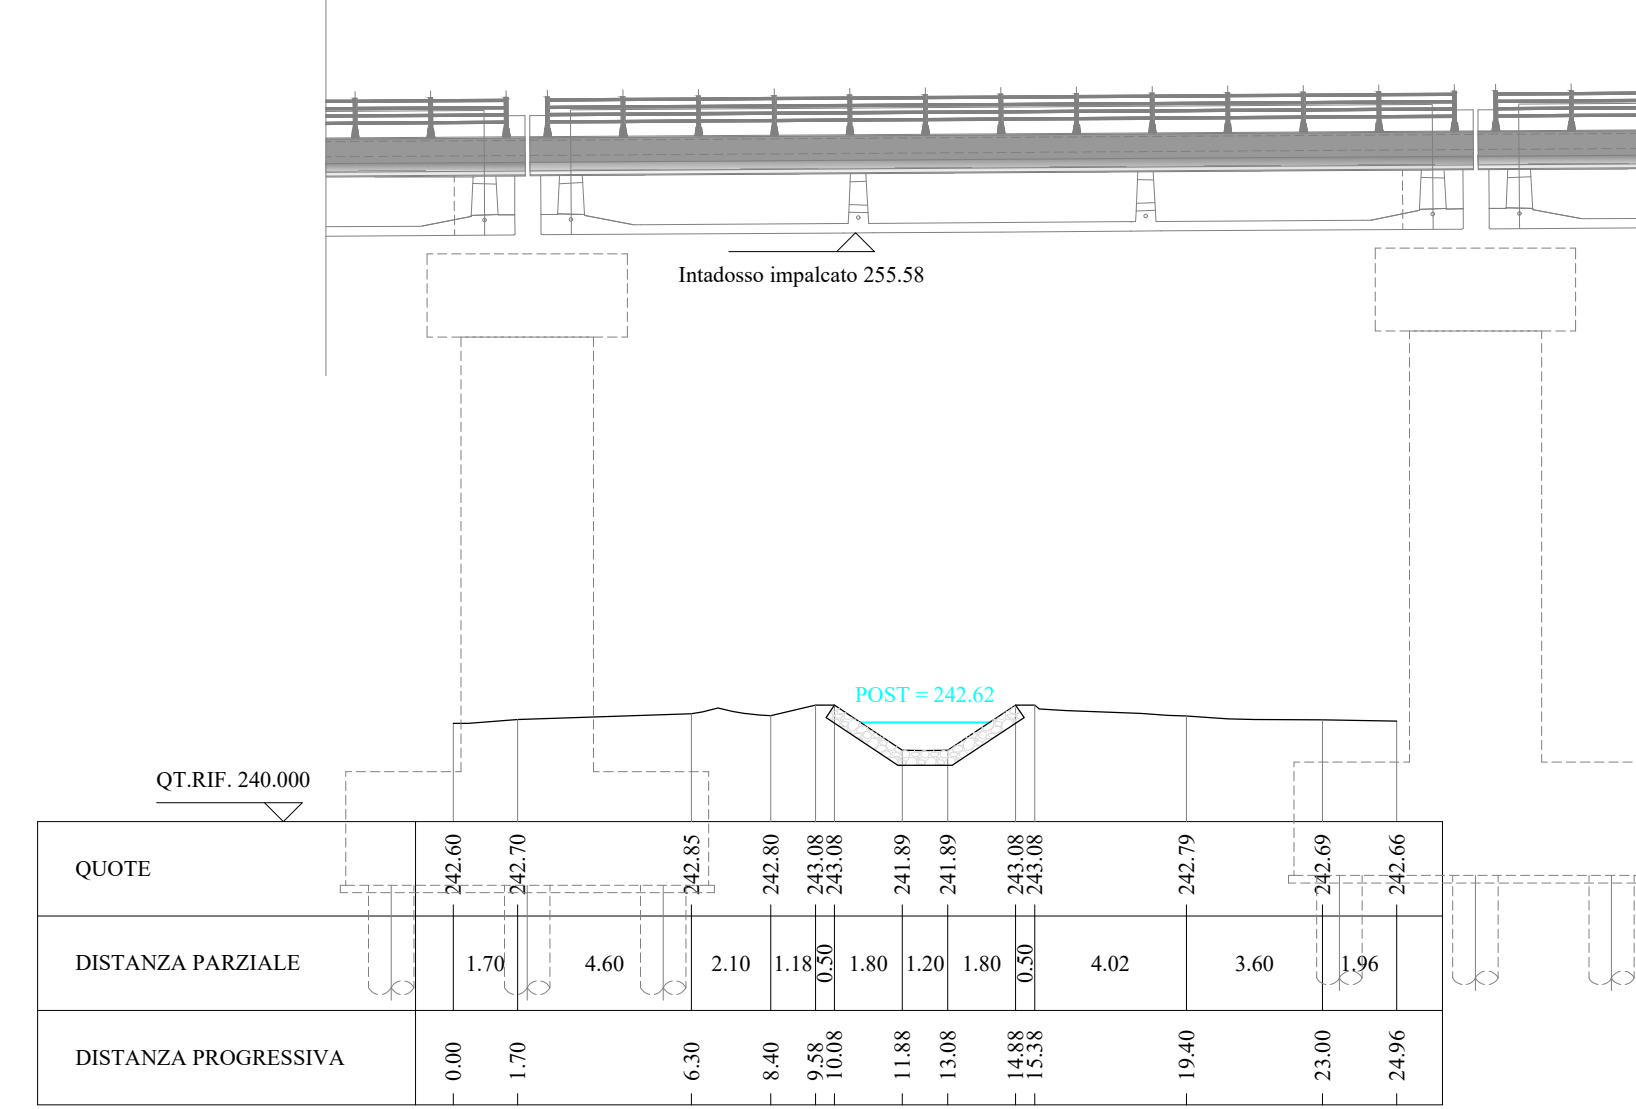 Intadosso impalcato 255.58
POST = 242.62
QT.RIF. 240.000
QUOTE 242.60 242.70 242.85 242.80 243.08 243.08 241.89 241.89 243.08 243.08 242.79 242.69 242.66
DISTANZA PARZIALE 1.70 4.60 2.10 1.18 0.50 1.80 1.20 1.80 0.50 4.02 3.60 1.96
DISTANZA PROGRESSIVA 0.00 1.70 6.30 8.40 9.58 10.08 11.88 13.08 14.88 15.38 19.40 23.00 24.96